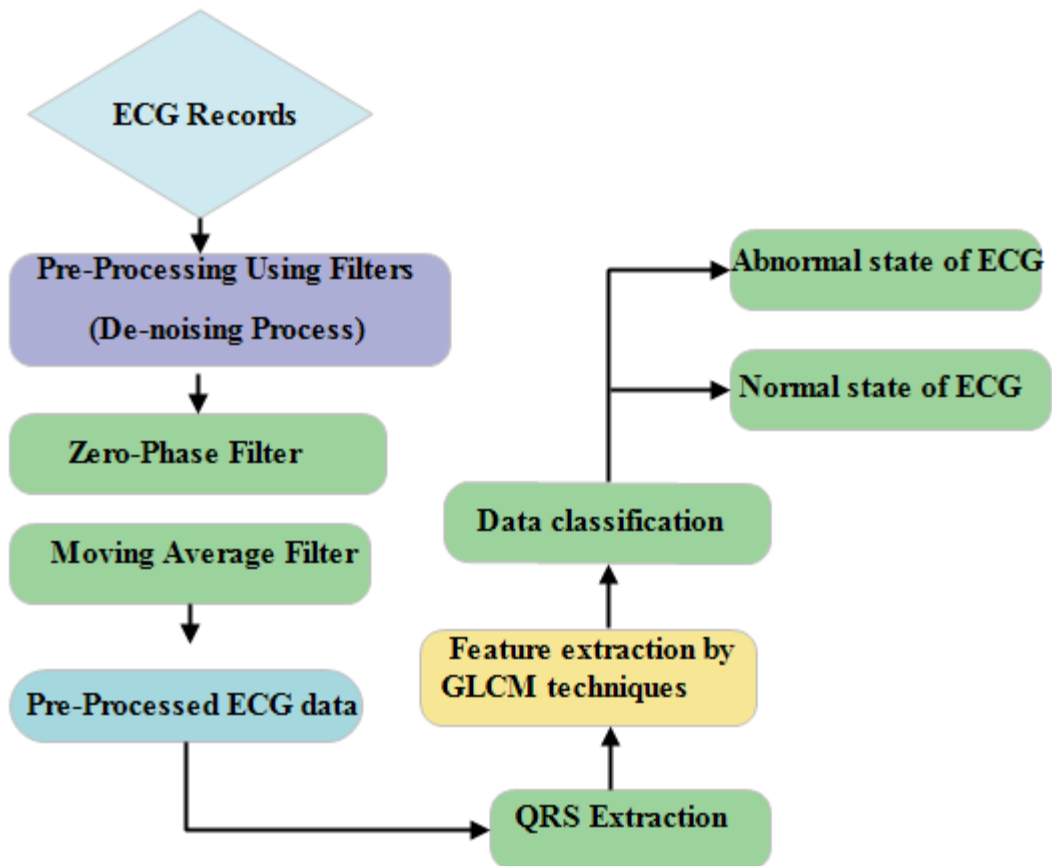 ECG Records
Pre-Processing Using Filters
(De-noising Process)
Zero-Phase Filter
Moving Average Filter
Pre-Processed ECG data
QRS Extraction
Feature extraction by
GLCM techniques
Data classification
Abnormal state of ECG
Normal state of ECG